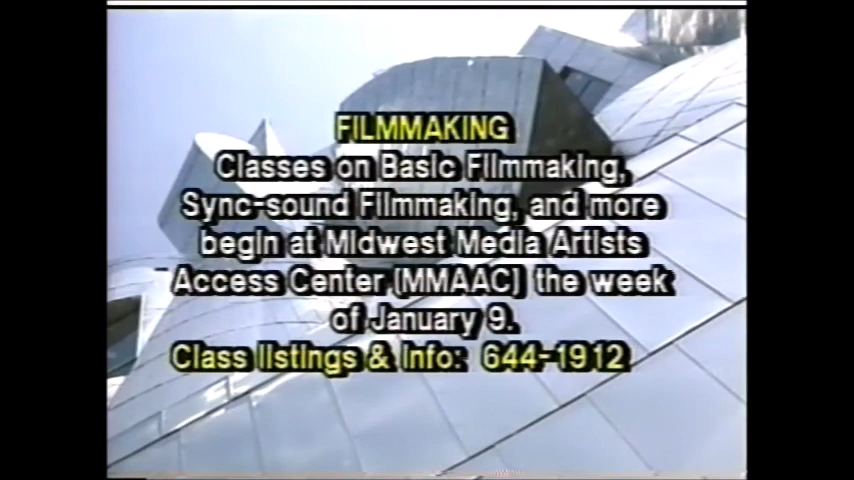 FILMMAKING
Classes on Basic Filmmaking,
Sync-sound Filmmaking, and more
begin at Midwest Media Artists
Access Center (MMAAC) the week
of January 9.
Class listings & Info: 644-1912